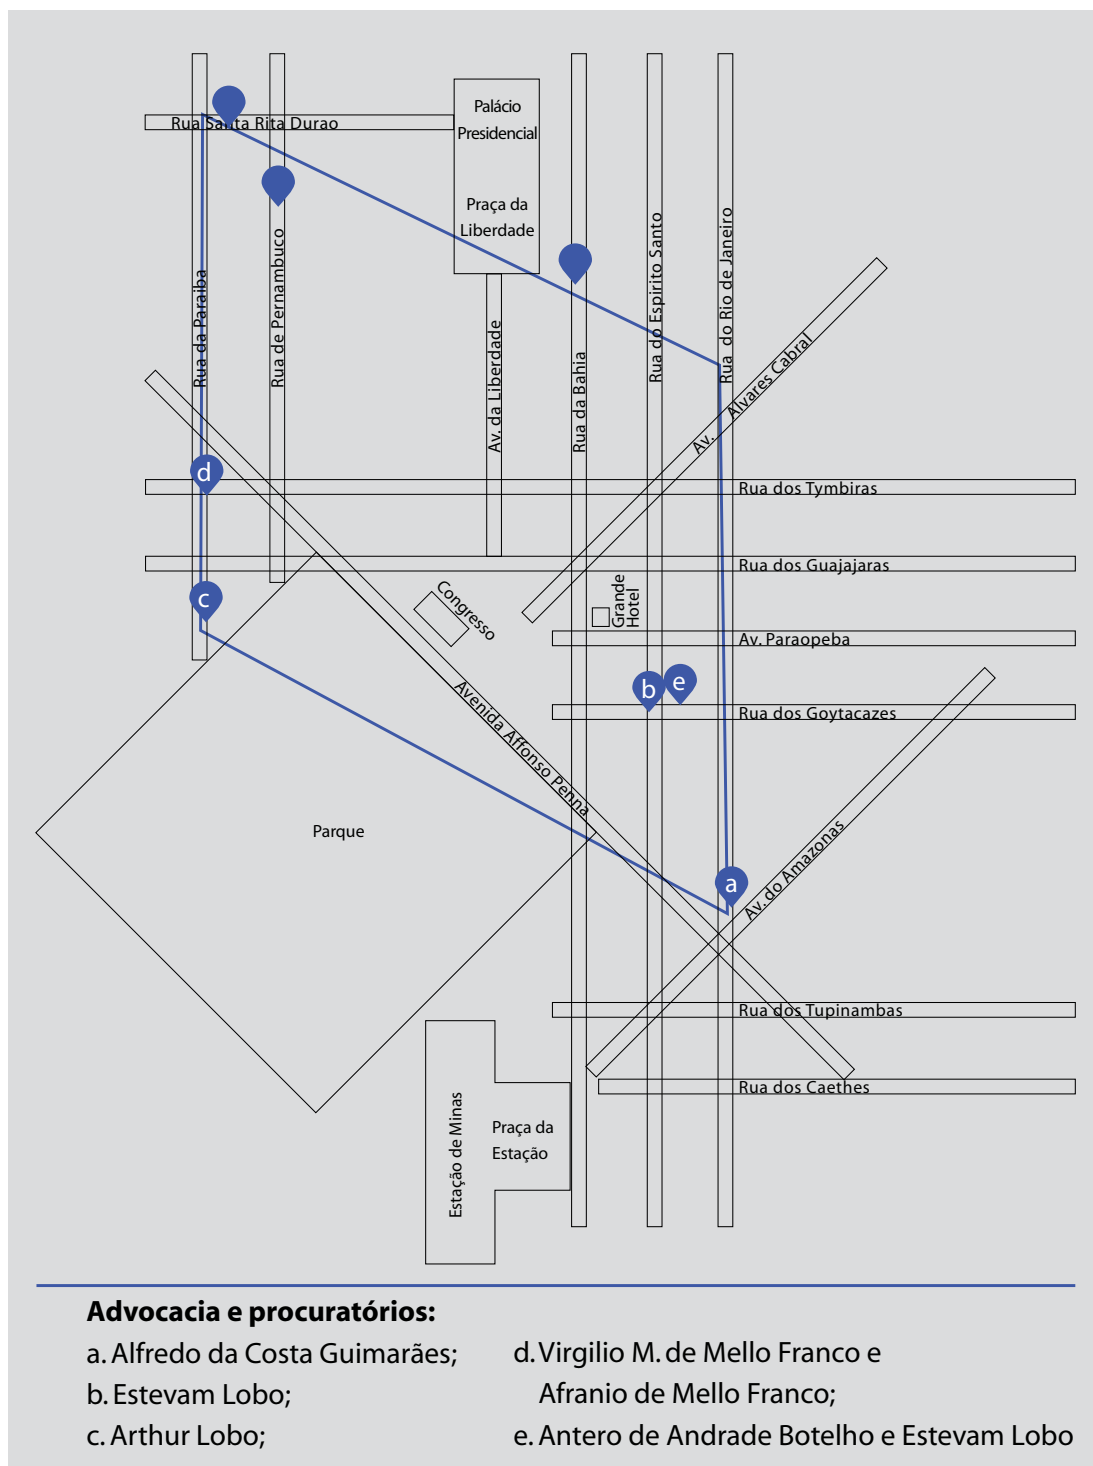 Palácio
Presidencial
Rua Santa Rita Durao
Praça da
Liberdade
Rua da Paraiba
Rua de Pernambuco
Av. da Liberdade
Rua da Bahia
Rua do Espirito Santo
Rua do Rio de Janeiro
Av. Alvares Cabral
d
Rua dos Tymbiras
Rua dos Guajajaras
c
Congresso
Grande
Hotel
Av. Paraopeba
b
e
Avenida Affonso Penna
Rua dos Goytacazes
Parque
a
Av. do Amazonas
Rua dos Tupinambas
Rua dos Caethes
Estação de Minas
Praça da
Estação
Advocacia e procuratórios:
a. Alfredo da Costa Guimarães;
b. Estevam Lobo;
c. Arthur Lobo;
d. Virgilio M. de Mello Franco e
Afranio de Mello Franco;
e. Antero de Andrade Botelho e Estevam Lobo